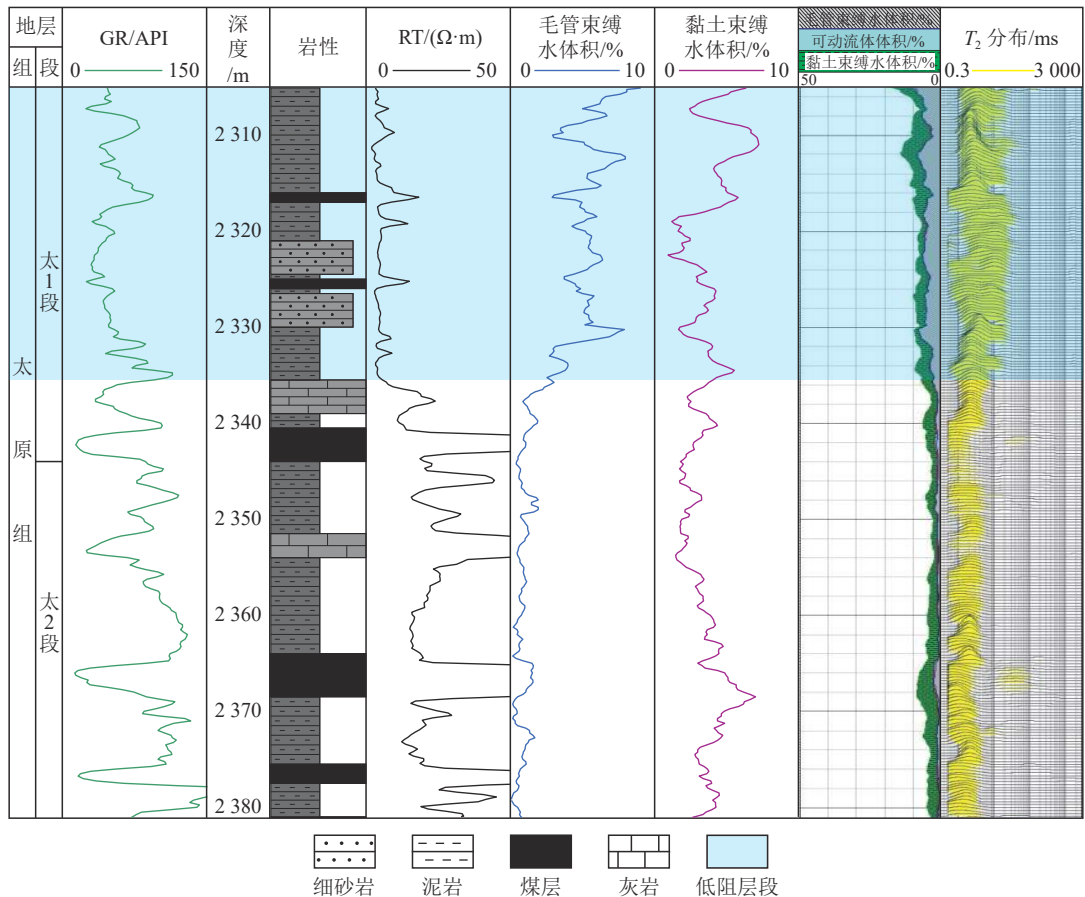 地层
组 段
GR/API
0 150
深
度
/m
岩性
RT/(Ω·m)
0 50
毛管束缚
水体积/%
0 10
黏土束缚
水体积/%
0 10
毛管束缚水体积/%
可动流体体积/%
黏土束缚水体积/%
50 0
T₂ 分布/ms
0.3 3 000
太
原
组
太
1
段
太
2
段
2 310
2 320
2 330
2 340
2 350
2 360
2 370
2 380
细砂岩 泥岩 煤层 灰岩 低阻层段